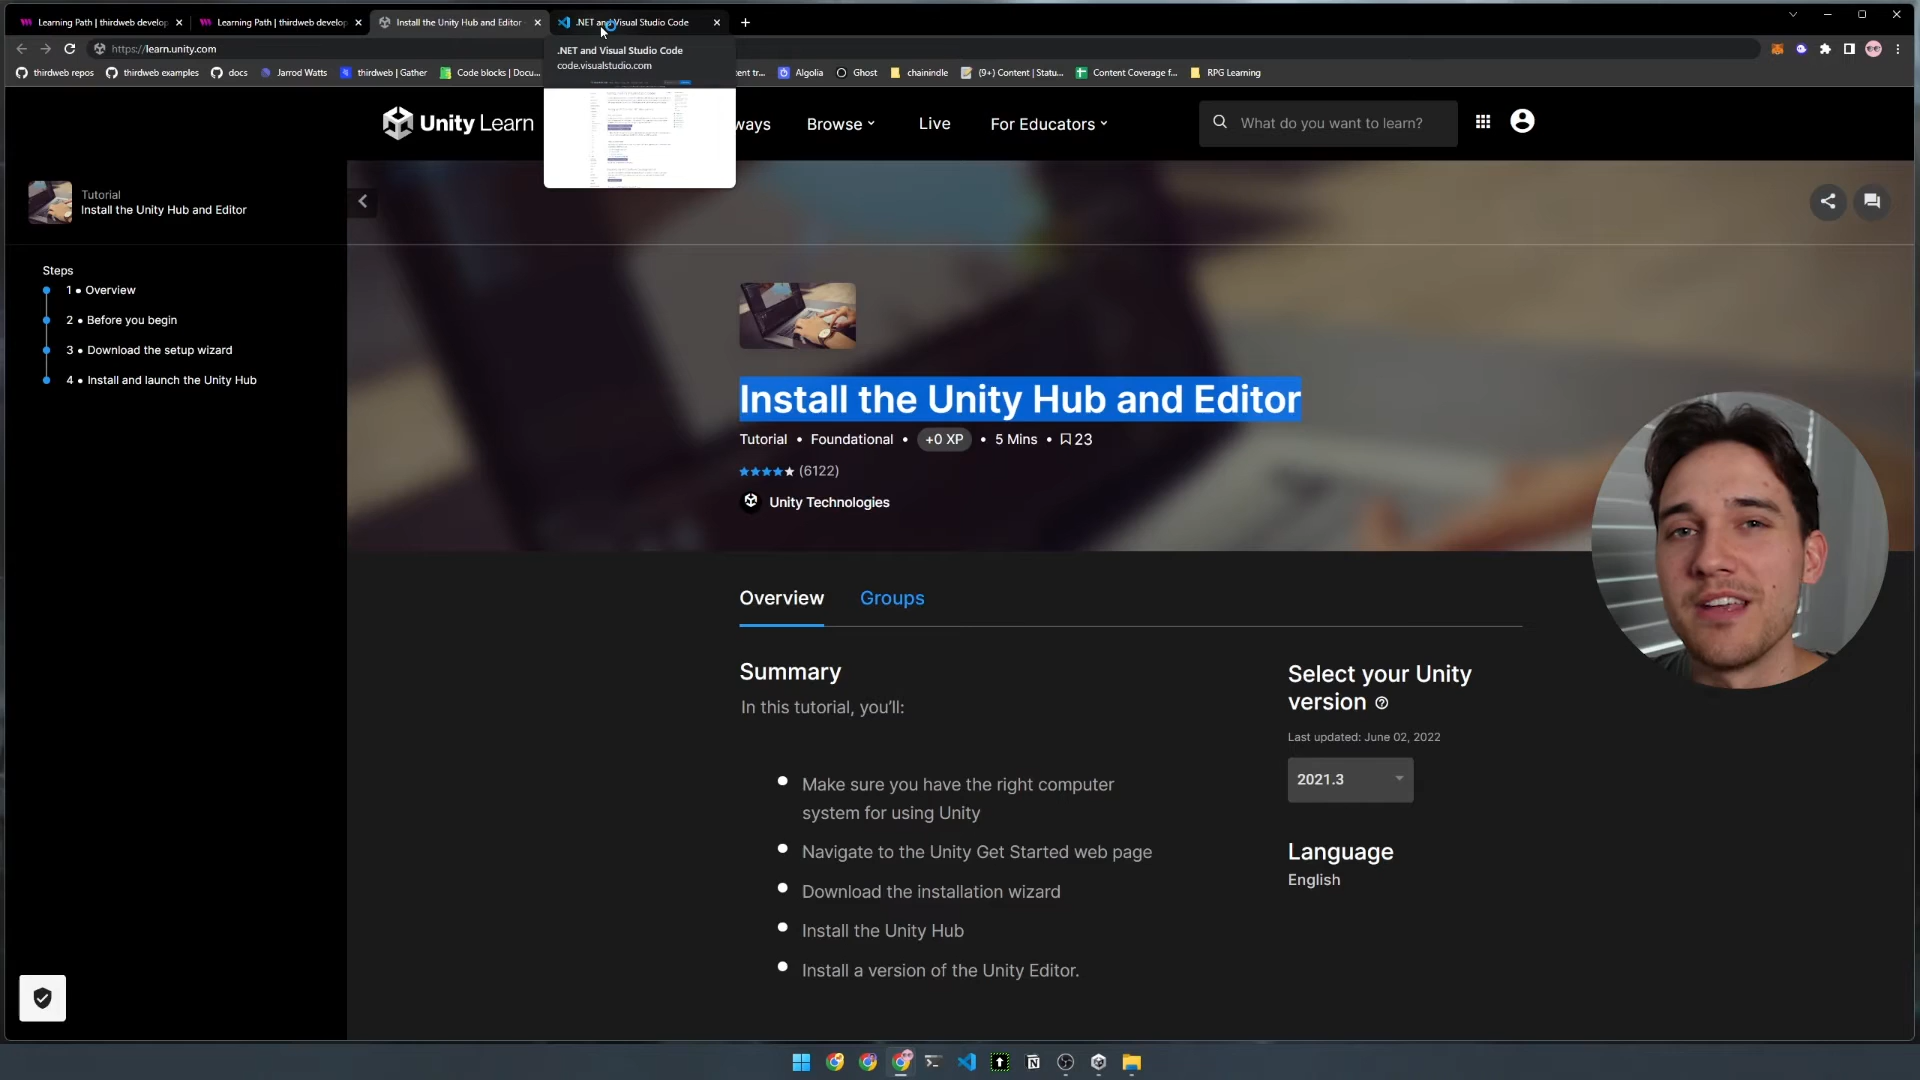 Learning Path | thirdweb develop
Learning Path | thirdweb develop
Install the Unity Hub and Editor
.NET and Visual Studio Code
https://learn.unity.com
.NET and Visual Studio Code
code.visualstudio.com
thirdweb repos
thirdweb examples
docs
Jarrod Watts
thirdweb | Gather
Code blocks | Docu...
Algolia
Ghost
chainindle
(9+) Content | Statu...
Content Coverage f...
RPG Learning
Unity Learn
ways
Browse
Live
For Educators
What do you want to learn?
Tutorial
Install the Unity Hub and Editor
Steps
1 • Overview
2 • Before you begin
3 • Download the setup wizard
4 • Install and launch the Unity Hub
Install the Unity Hub and Editor
Tutorial • Foundational • +0 XP • 5 Mins • 23
(6122)
Unity Technologies
Overview
Groups
Summary
In this tutorial, you'll:
• Make sure you have the right computer
system for using Unity
• Navigate to the Unity Get Started web page
• Download the installation wizard
• Install the Unity Hub
• Install a version of the Unity Editor.
Select your Unity
version
Last updated: June 02, 2022
2021.3
Language
English